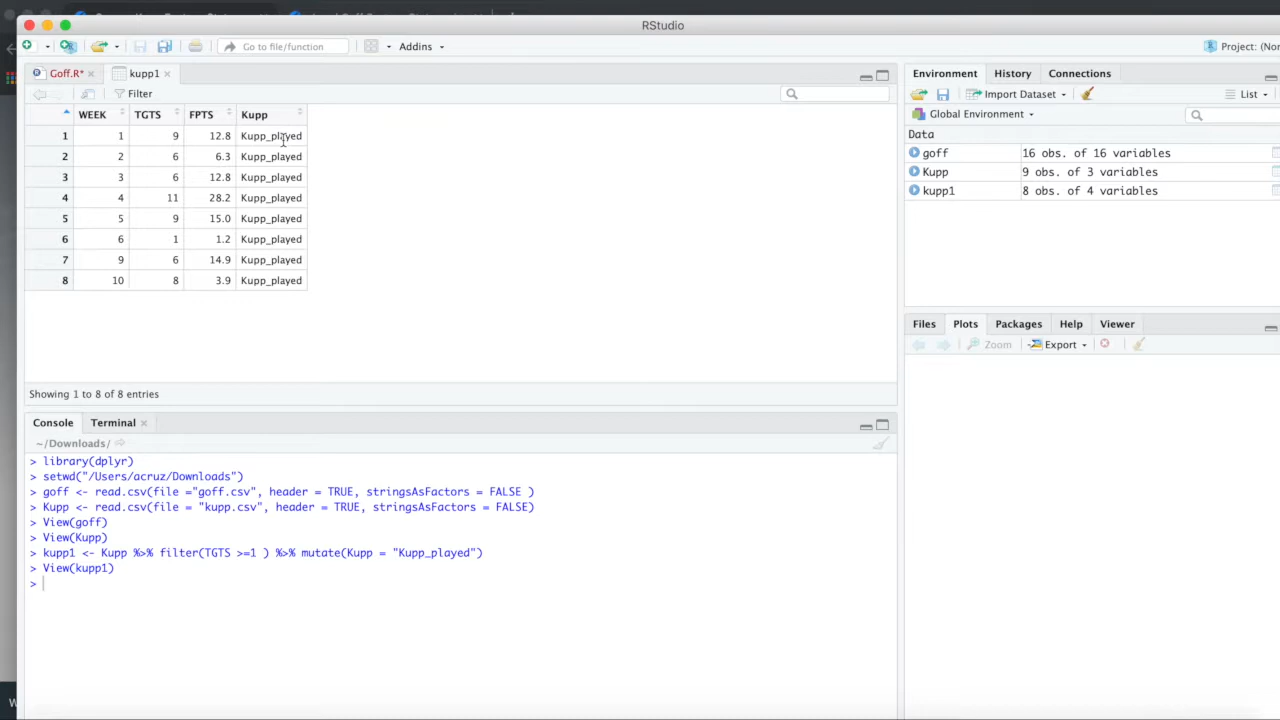 RStudio
Go to file/function
Addins
Project: (Non
Goff.R* kupp1
Filter
WEEK TGTS FPTS Kupp
1 1 9 12.8 Kupp_played
2 2 6 6.3 Kupp_played
3 3 6 12.8 Kupp_played
4 4 11 28.2 Kupp_played
5 5 9 15.0 Kupp_played
6 6 1 1.2 Kupp_played
7 9 6 14.9 Kupp_played
8 10 8 3.9 Kupp_played
Showing 1 to 8 of 8 entries
Console Terminal
~/Downloads/
> library(dplyr)
> setwd("/Users/acruz/Downloads")
> goff <- read.csv(file ="goff.csv", header = TRUE, stringsAsFactors = FALSE )
> Kupp <- read.csv(file = "kupp.csv", header = TRUE, stringsAsFactors = FALSE)
> View(goff)
> View(Kupp)
> kupp1 <- Kupp %>% filter(TGTS >=1 ) %>% mutate(Kupp = "Kupp_played")
> View(kupp1)
>
Environment History Connections
Import Dataset List
Global Environment
Data
goff 16 obs. of 16 variables
Kupp 9 obs. of 3 variables
kupp1 8 obs. of 4 variables
Files Plots Packages Help Viewer
Zoom Export